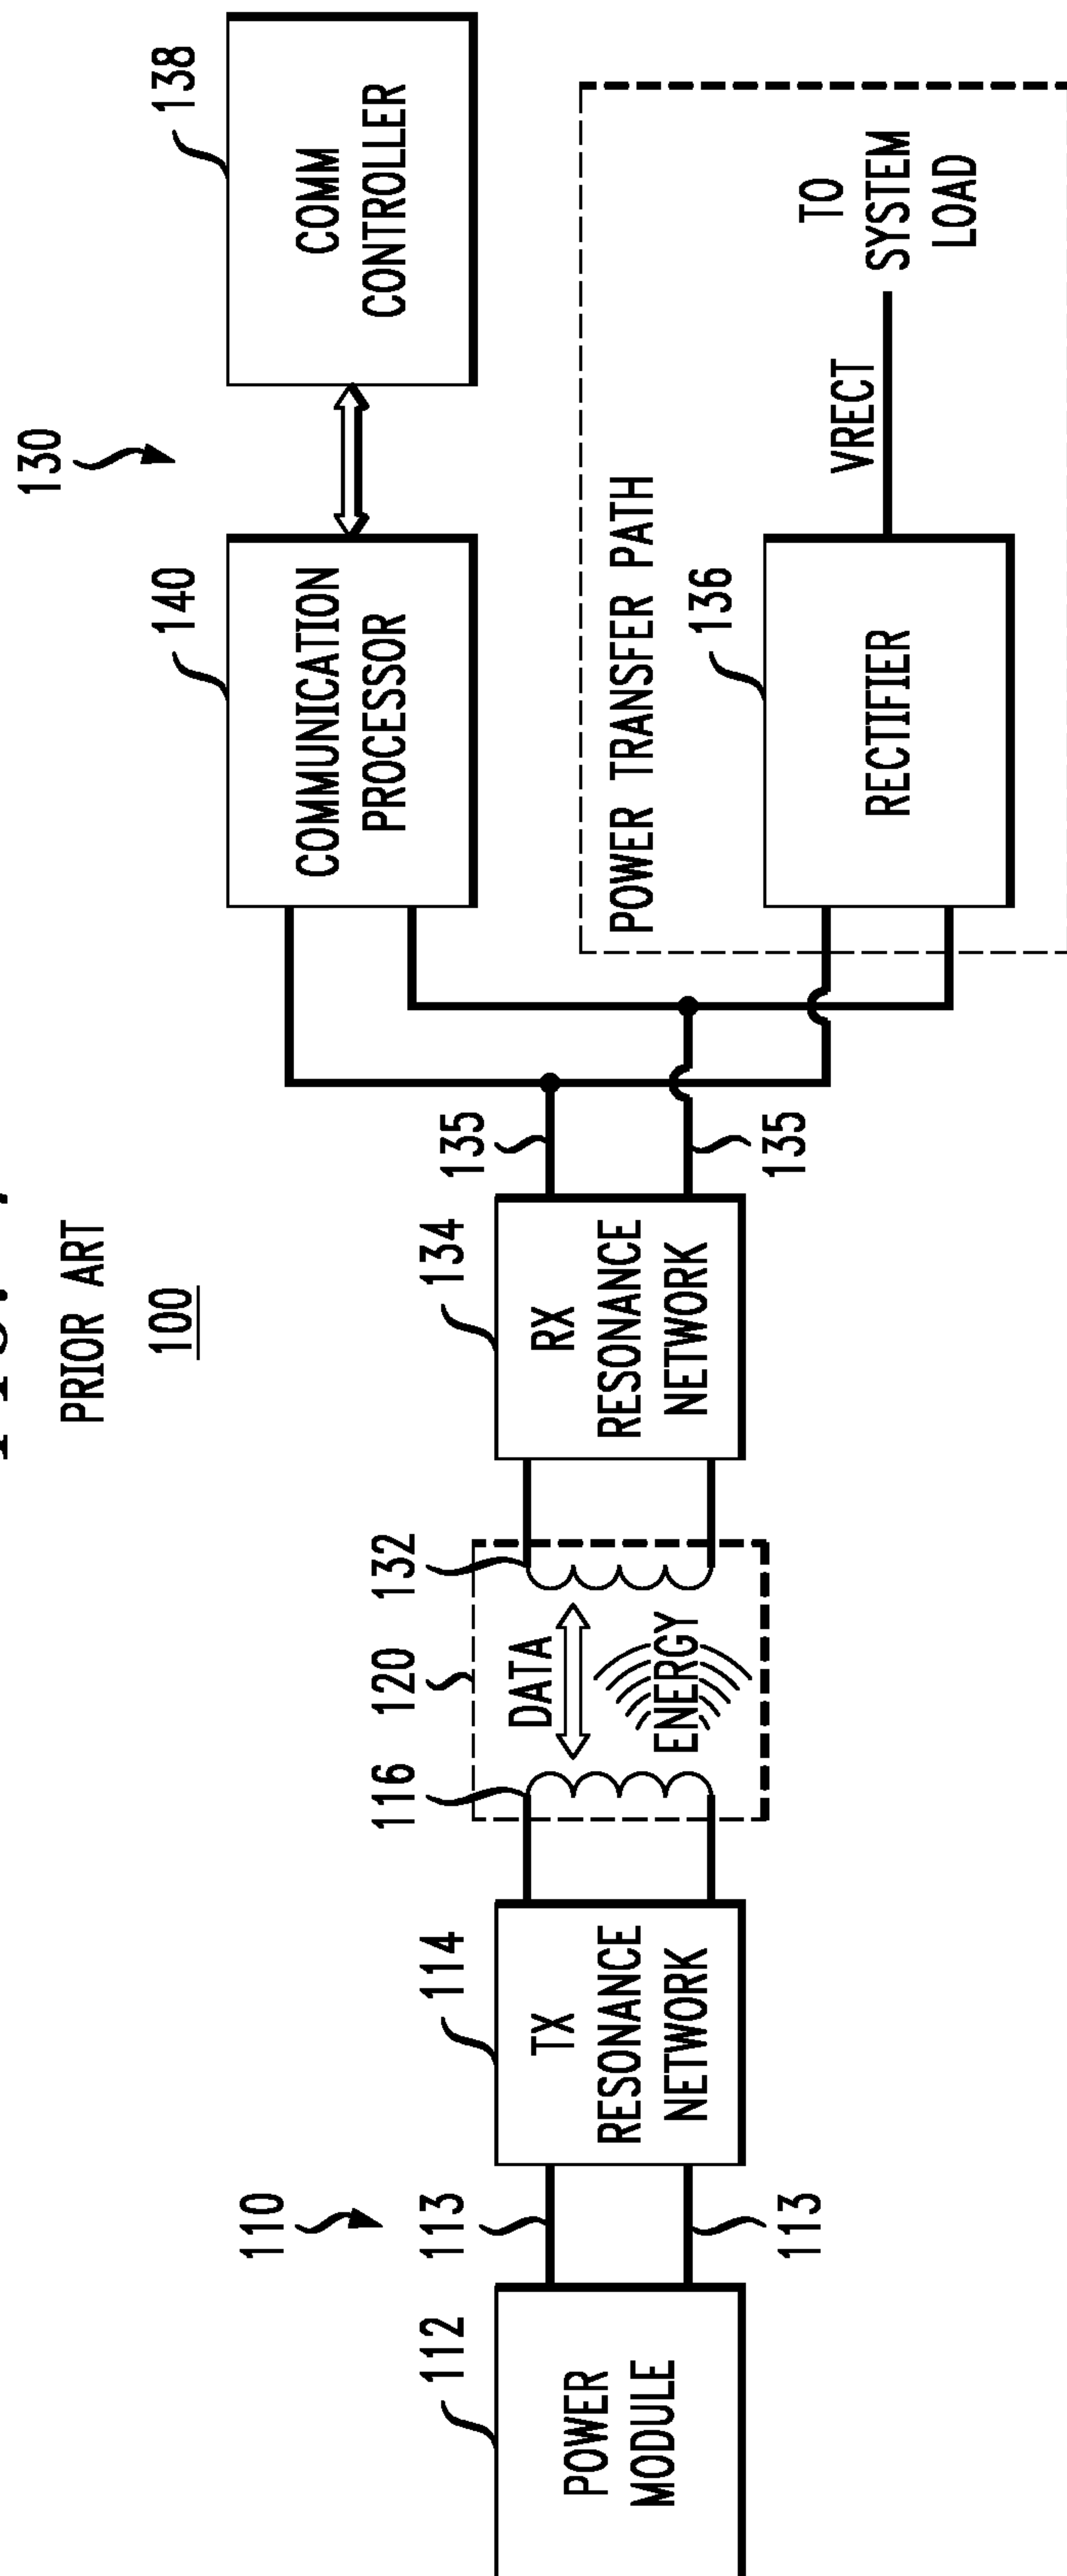 PRIOR ART
100
110
112
POWER
MODULE
113
113
114
TX
RESONANCE
NETWORK
116
120
132
DATA
ENERGY
134
RX
RESONANCE
NETWORK
135
135
130
140
COMMUNICATION
PROCESSOR
138
COMM
CONTROLLER
POWER TRANSFER PATH
136
RECTIFIER
VRECT
TO
SYSTEM
LOAD